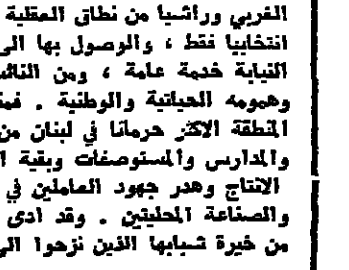 الغربي وراشيا من نطاق العقلية
انتخابيا فقط ، والوصول بها الى
النيابة خدمة عامة ، ومن النائب
وهمومه الحياتية والوطنية . فمنـ
المنطقة الاكثر حرمانا في لبنان من
والمدارس والمستوصفات وبقية ا
الانتاج وهدر جهود العاملين في
والصناعة المحليتين . وقد ادى
من خيرة شبابها الذين نزحوا الى